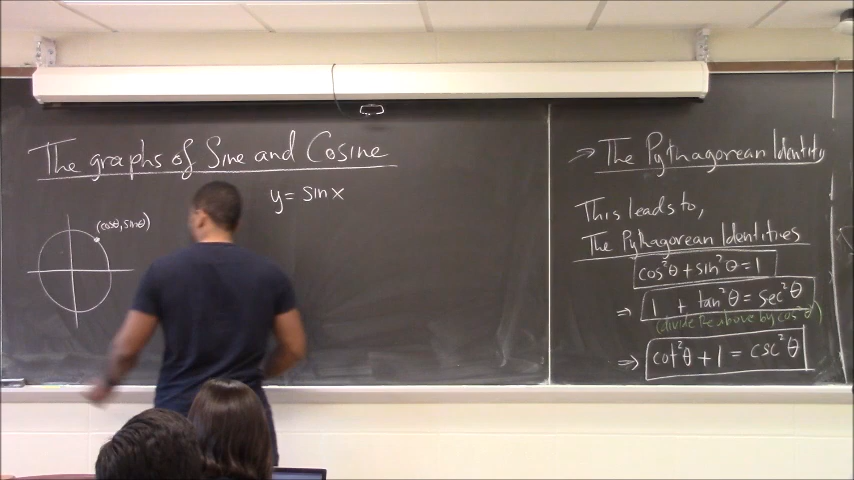 The graphs of Sine and Cosine
y = sin x
(cosθ, sinθ)
→ The Pythagorean Identity
This leads to,
The Pythagorean Identities
cos²θ + sin²θ = 1
⇒ 1 + tan²θ = sec²θ
(divide the above by cos²θ)
⇒ cot²θ + 1 = csc²θ